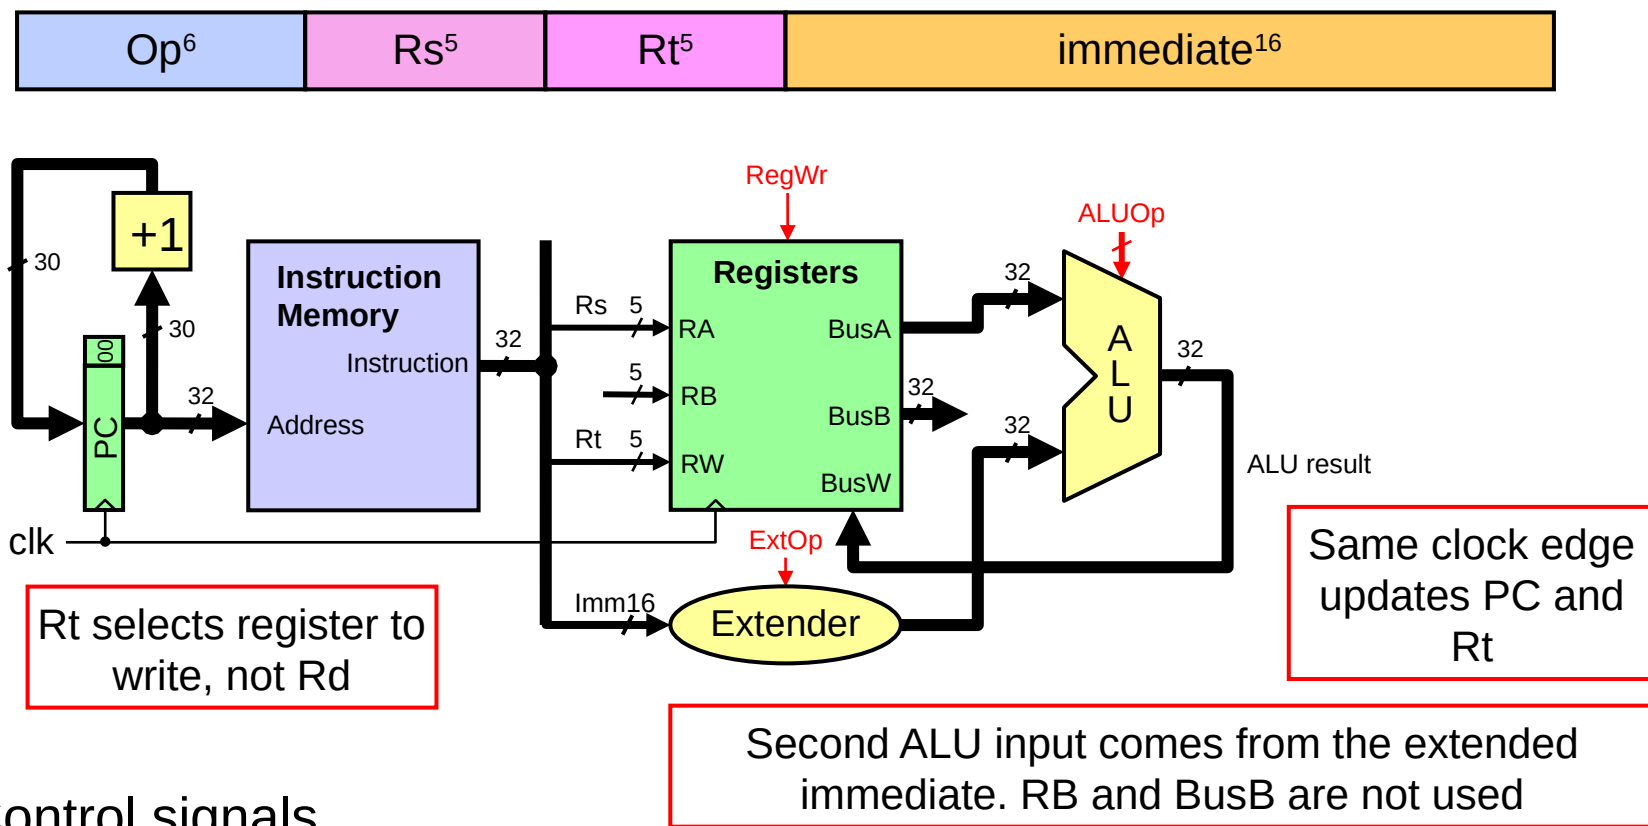 Op6
Rs5
Rt5
immediate16
RegWr
ALUOp
+1
30
Instruction
Memory
Registers
32
30
00
Rs
5
RA
BusA
ALU
32
Instruction
32
5
RB
32
BusB
32
Address
PC
Rt
5
RW
32
BusW
ALU result
clk
ExtOp
Same clock edge
updates PC and
Rt
Imm16
Extender
Rt selects register to
write, not Rd
Second ALU input comes from the extended
immediate. RB and BusB are not used
ontrol signals